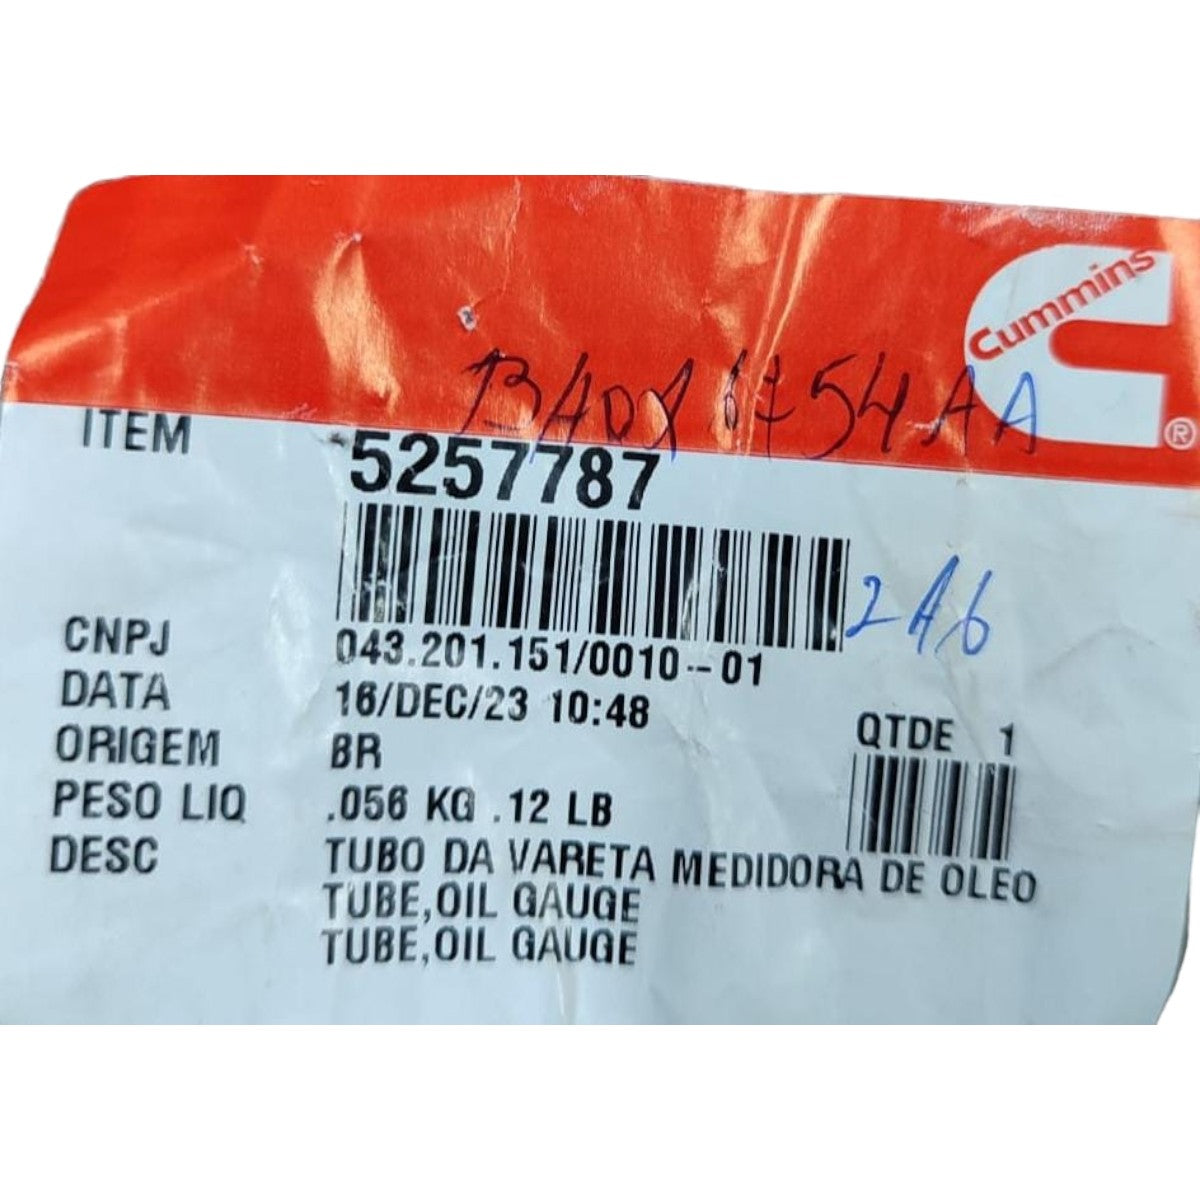 Cummins
®
ITEM 5257787
2A6
CNPJ 043.201.151/0010--01
DATA 16/DEC/23 10:48
ORIGEM BR
QTDE 1
PESO LIQ .056 KG .12 LB
DESC TUBO DA VARETA MEDIDORA DE OLEO
TUBE,OIL GAUGE
TUBE,OIL GAUGE